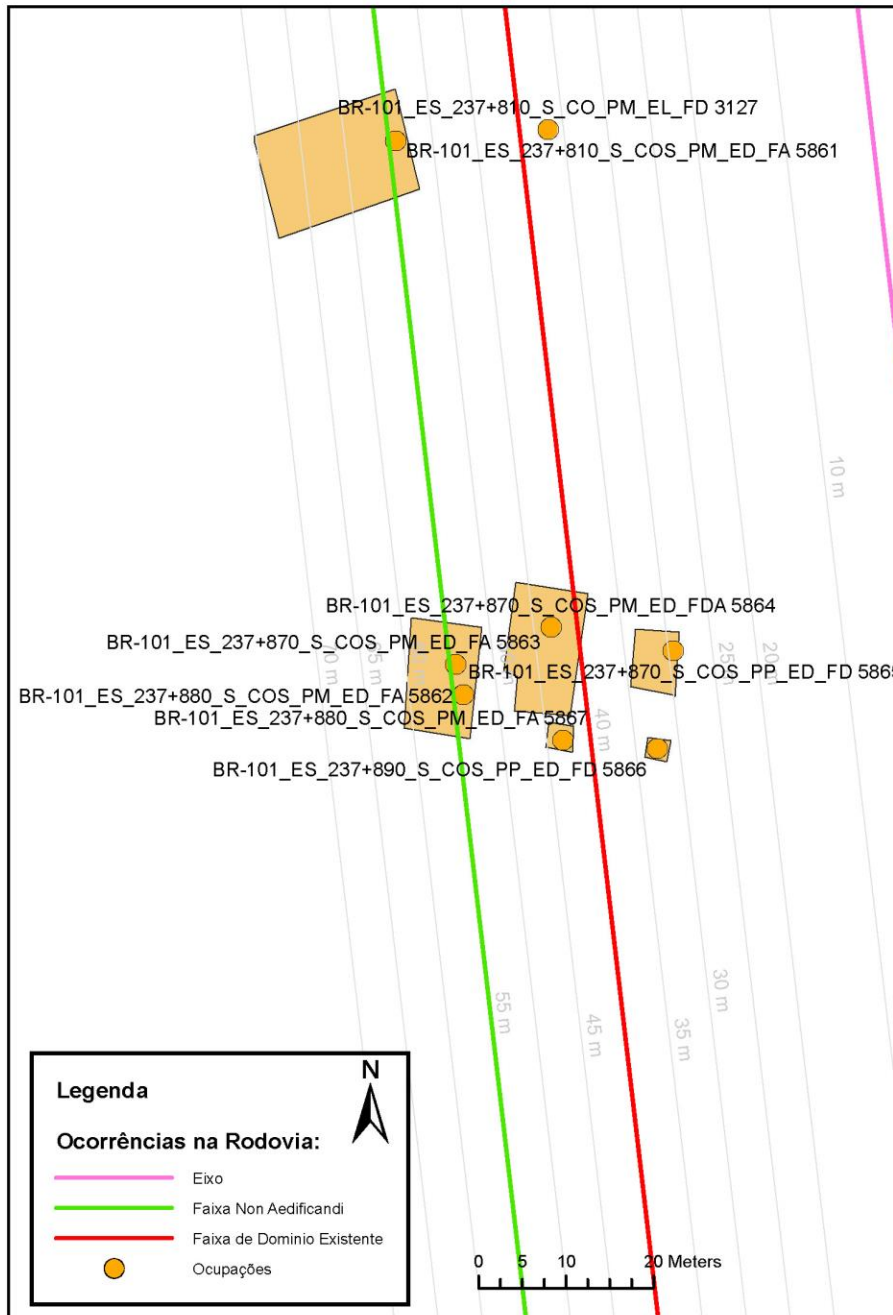 BR-101_ES_237+810_S_CO_PM_EL_FD 3127
BR-101_ES_237+810_S_COS_PM_ED_FA 5861
10 m
BR-101_ES_237+870_S_COS_PM_ED_FDA 5864
BR-101_ES_237+870_S_COS_PM_ED_FA 5863
BR-101_ES_237+870_S_COS_PP_ED_FD 5865
70 m
65 m
25 m
20 m
BR-101_ES_237+880_S_COS_PM_ED_FA 5862
BR-101_ES_237+880_S_COS_PM_ED_FA 5867
40 m
BR-101_ES_237+890_S_COS_PP_ED_FD 5866
55 m
45 m
35 m
30 m
N
Legenda
Ocorrências na Rodovia:
Eixo
Faixa Non Aedificandi
Faixa de Dominio Existente
Ocupações
0 5 10 20 Meters